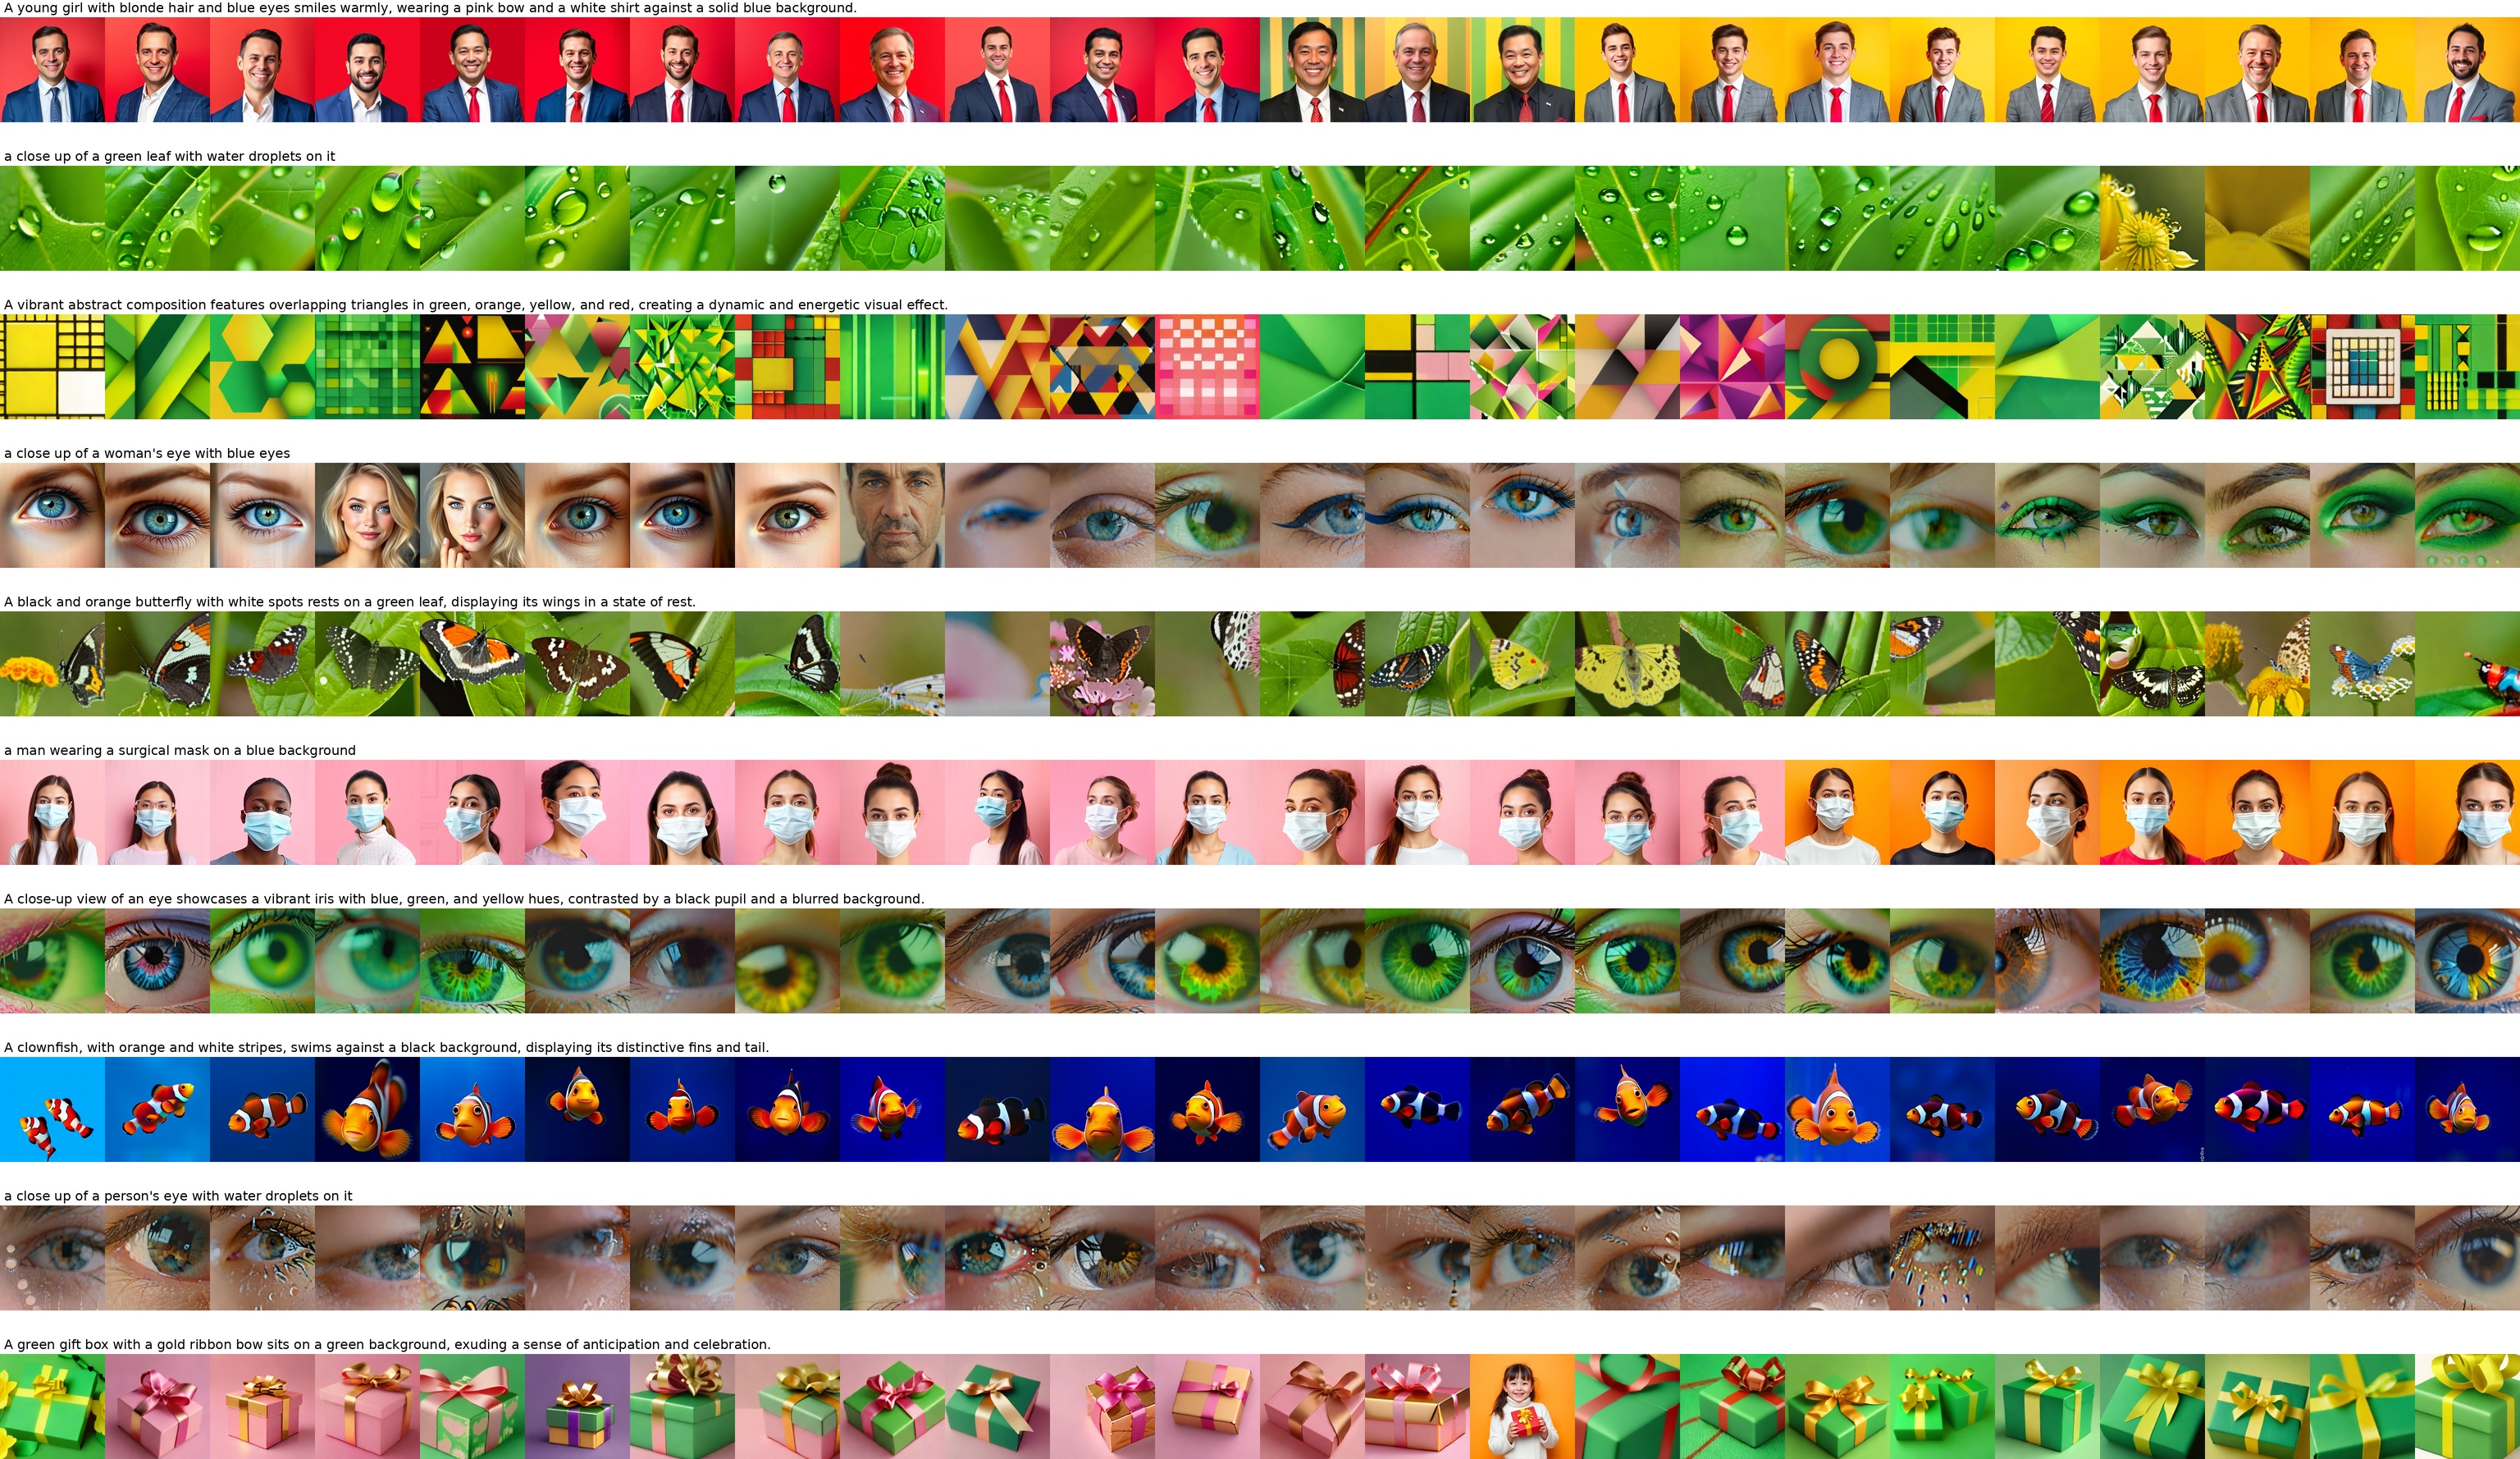 A young girl with blonde hair and blue eyes smiles warmly, wearing a pink bow and a white shirt against a solid blue background.
a close up of a green leaf with water droplets on it
A vibrant abstract composition features overlapping triangles in green, orange, yellow, and red, creating a dynamic and energetic visual effect.
a close up of a woman's eye with blue eyes
A black and orange butterfly with white spots rests on a green leaf, displaying its wings in a state of rest.
a man wearing a surgical mask on a blue background
A close-up view of an eye showcases a vibrant iris with blue, green, and yellow hues, contrasted by a black pupil and a blurred background.
A clownfish, with orange and white stripes, swims against a black background, displaying its distinctive fins and tail.
a close up of a person's eye with water droplets on it
A green gift box with a gold ribbon bow sits on a green background, exuding a sense of anticipation and celebration.